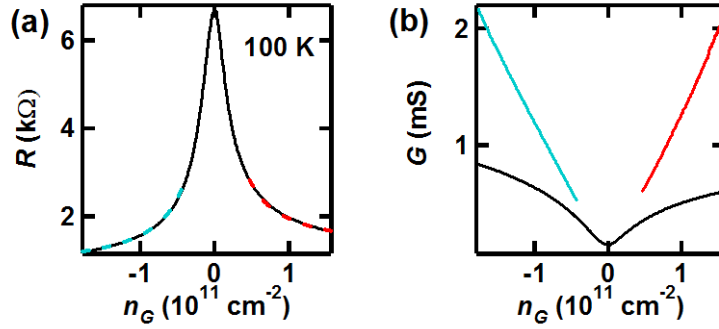 (a)
100 K
R (kΩ)
6
4
2
-1 0 1
n_G (10^11 cm^-2)
(b)
G (mS)
2
1
-1 0 1
n_G (10^11 cm^-2)